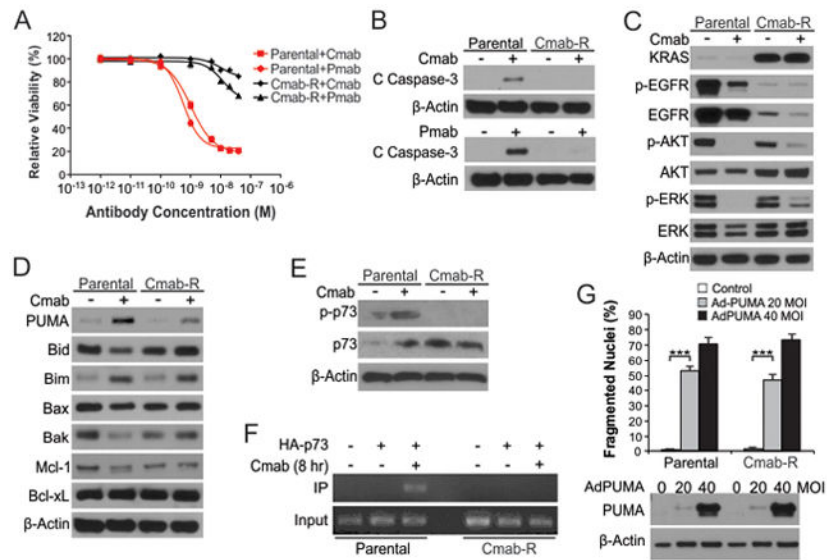 A
Relative Viability (%)
120
100
80
60
40
20
0
10-13 10-12 10-11 10-10 10-9 10-8 10-7 10-6
Antibody Concentration (M)
Parental+Cmab
Parental+Pmab
Cmab-R+Cmab
Cmab-R+Pmab
B
Parental Cmab-R
Cmab - + - +
C Caspase-3
β-Actin
Pmab - + - +
C Caspase-3
β-Actin
C
Parental Cmab-R
Cmab - + - +
KRAS
p-EGFR
EGFR
p-AKT
AKT
p-ERK
ERK
β-Actin
D
Parental Cmab-R
Cmab - + - +
PUMA
Bid
Bim
Bax
Bak
Mcl-1
Bcl-xL
β-Actin
E
Parental Cmab-R
Cmab - + - +
p-p73
p73
β-Actin
F
HA-p73 - + + - + +
Cmab (8 hr) - - + - - +
IP
Input
Parental Cmab-R
G
Control
Ad-PUMA 20 MOI
AdPUMA 40 MOI
Fragmented Nuclei (%)
90
80
70
60
50
40
30
20
10
0
*** ***
Parental Cmab-R
AdPUMA 0 20 40 0 20 40 MOI
PUMA
β-Actin